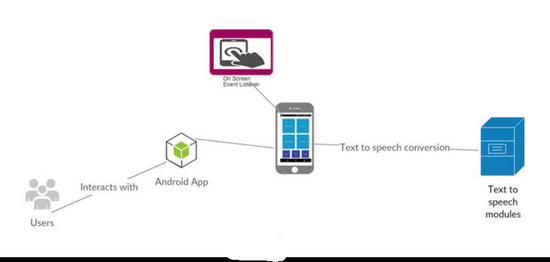 On Screen
Event Listener
Text to speech conversion
Android App
Interacts with
Users
Text to
speech
modules